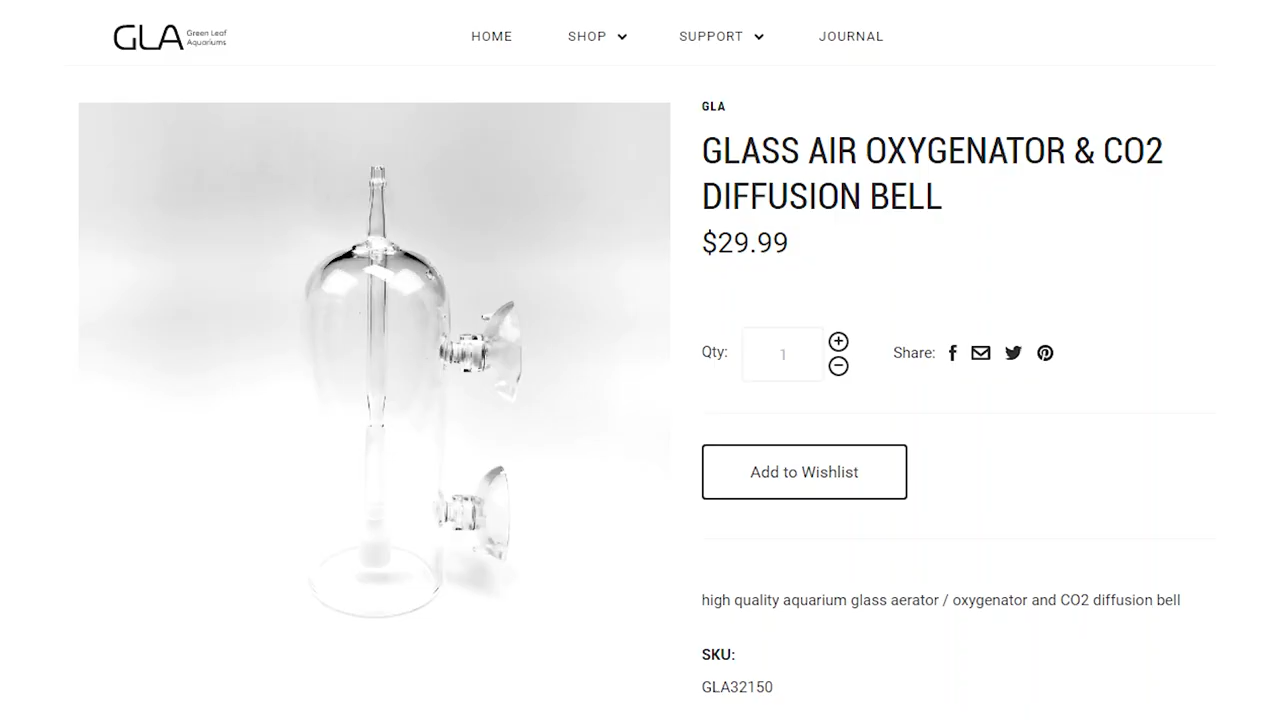 GLA Green Leaf
Aquariums
HOME SHOP SUPPORT JOURNAL
GLA
GLASS AIR OXYGENATOR & CO2
DIFFUSION BELL
$29.99
Qty: 1 Share:
Add to Wishlist
high quality aquarium glass aerator / oxygenator and CO2 diffusion bell
SKU:
GLA32150